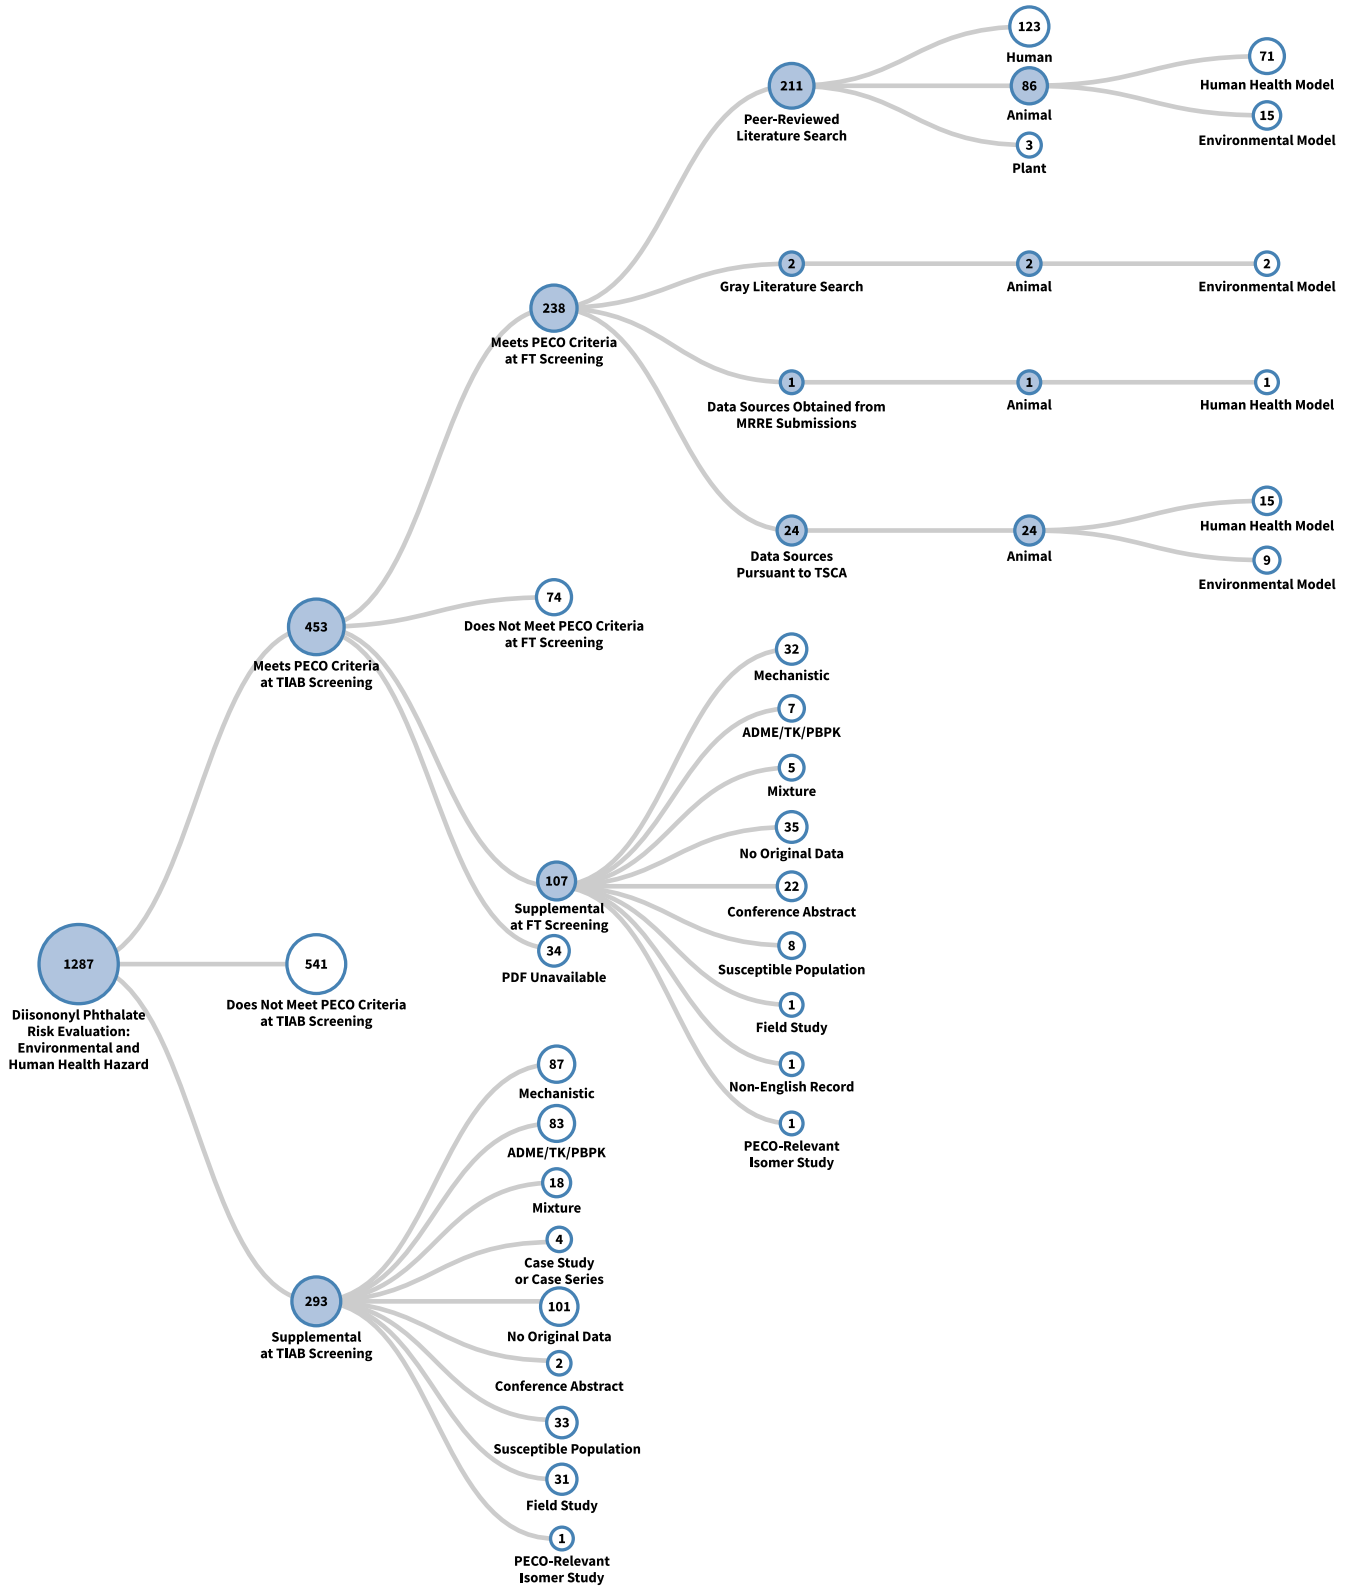 123
Human
71
Human Health Model
211
Peer-Reviewed
Literature Search
86
Animal
15
Environmental Model
3
Plant
2
Gray Literature Search
2
Animal
2
Environmental Model
238
Meets PECO Criteria
at FT Screening
1
Data Sources Obtained from
MRRE Submissions
1
Animal
1
Human Health Model
24
Data Sources
Pursuant to TSCA
24
Animal
15
Human Health Model
9
Environmental Model
453
Meets PECO Criteria
at TIAB Screening
74
Does Not Meet PECO Criteria
at FT Screening
32
Mechanistic
7
ADME/TK/PBPK
5
Mixture
35
No Original Data
107
Supplemental
at FT Screening
22
Conference Abstract
8
Susceptible Population
34
PDF Unavailable
1
Field Study
1
Non-English Record
1
PECO-Relevant
Isomer Study
1287
Diisononyl Phthalate
Risk Evaluation:
Environmental and
Human Health Hazard
541
Does Not Meet PECO Criteria
at TIAB Screening
87
Mechanistic
83
ADME/TK/PBPK
18
Mixture
4
Case Study
or Case Series
293
Supplemental
at TIAB Screening
101
No Original Data
2
Conference Abstract
33
Susceptible Population
31
Field Study
1
PECO-Relevant
Isomer Study